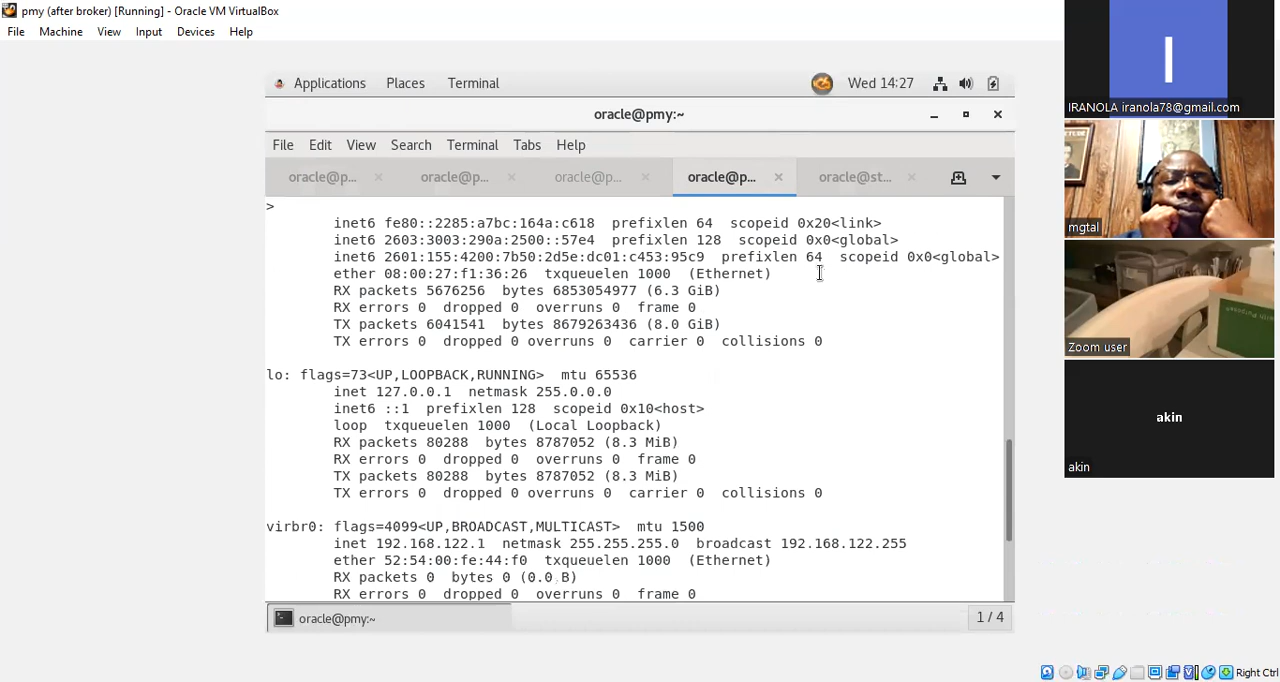 pmy (after broker) [Running] - Oracle VM VirtualBox
File Machine View Input Devices Help
Applications Places Terminal Wed 14:27
oracle@pmy:~
File Edit View Search Terminal Tabs Help
oracle@p... × oracle@p... × oracle@p... × oracle@p... × oracle@st... ×
>
inet6 fe80::2285:a7bc:164a:c618 prefixlen 64 scopeid 0x20<link>
inet6 2603:3003:290a:2500::57e4 prefixlen 128 scopeid 0x0<global>
inet6 2601:155:4200:7b50:2d5e:dc01:c453:95c9 prefixlen 64 scopeid 0x0<global>
ether 08:00:27:f1:36:26 txqueuelen 1000 (Ethernet)
RX packets 5676256 bytes 6853054977 (6.3 GiB)
RX errors 0 dropped 0 overruns 0 frame 0
TX packets 6041541 bytes 8679263436 (8.0 GiB)
TX errors 0 dropped 0 overruns 0 carrier 0 collisions 0
lo: flags=73<UP,LOOPBACK,RUNNING> mtu 65536
inet 127.0.0.1 netmask 255.0.0.0
inet6 ::1 prefixlen 128 scopeid 0x10<host>
loop txqueuelen 1000 (Local Loopback)
RX packets 80288 bytes 8787052 (8.3 MiB)
RX errors 0 dropped 0 overruns 0 frame 0
TX packets 80288 bytes 8787052 (8.3 MiB)
TX errors 0 dropped 0 overruns 0 carrier 0 collisions 0
virbr0: flags=4099<UP,BROADCAST,MULTICAST> mtu 1500
inet 192.168.122.1 netmask 255.255.255.0 broadcast 192.168.122.255
ether 52:54:00:fe:44:f0 txqueuelen 1000 (Ethernet)
RX packets 0 bytes 0 (0.0 B)
RX errors 0 dropped 0 overruns 0 frame 0
oracle@pmy:~ 1 / 4
Right Ctrl
I
IRANOLA iranola78@gmail.com
mgtal
Zoom user
akin
akin